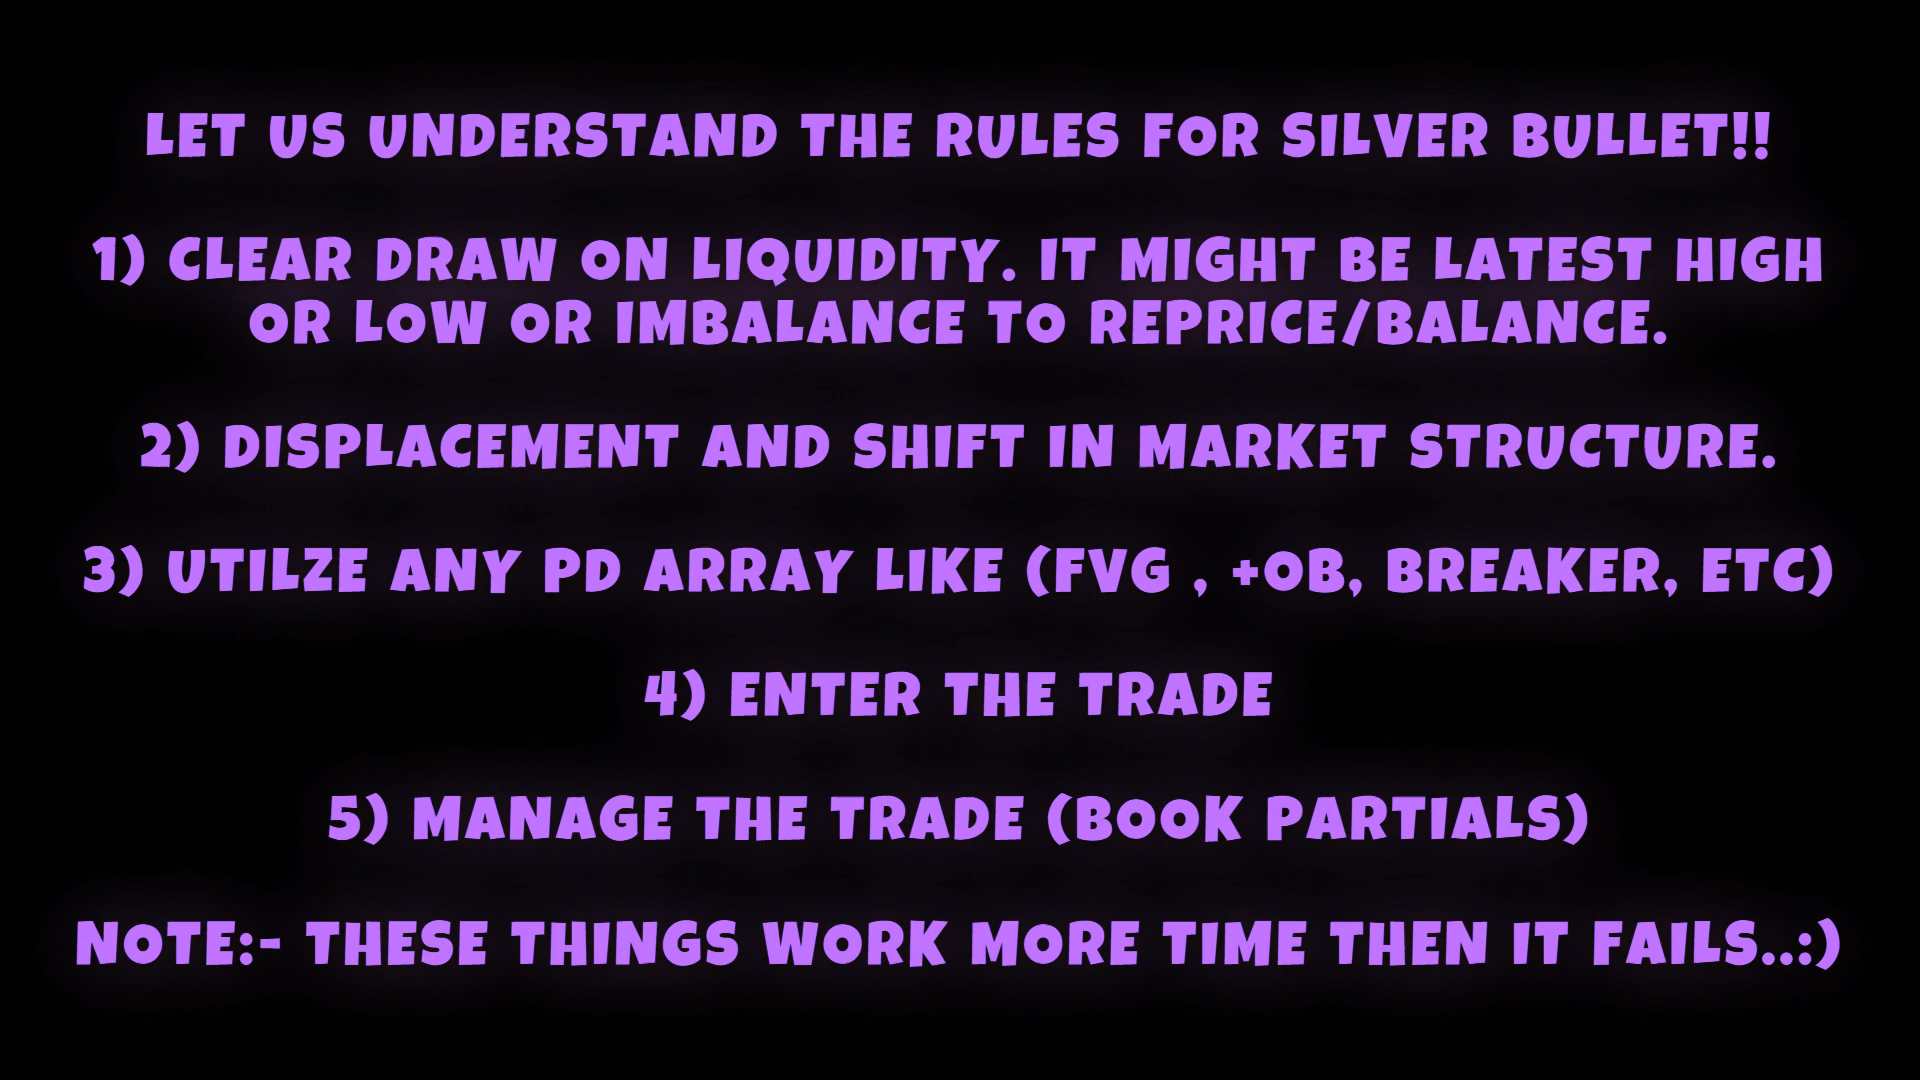 LET US UNDERSTAND THE RULES FOR SILVER BULLET!!
1) CLEAR DRAW ON LIQUIDITY. IT MIGHT BE LATEST HIGH
OR LOW OR IMBALANCE TO REPRICE/BALANCE.
2) DISPLACEMENT AND SHIFT IN MARKET STRUCTURE.
3) UTILZE ANY PD ARRAY LIKE (FVG , +OB, BREAKER, ETC)
4) ENTER THE TRADE
5) MANAGE THE TRADE (BOOK PARTIALS)
NOTE:- THESE THINGS WORK MORE TIME THEN IT FAILS..:)